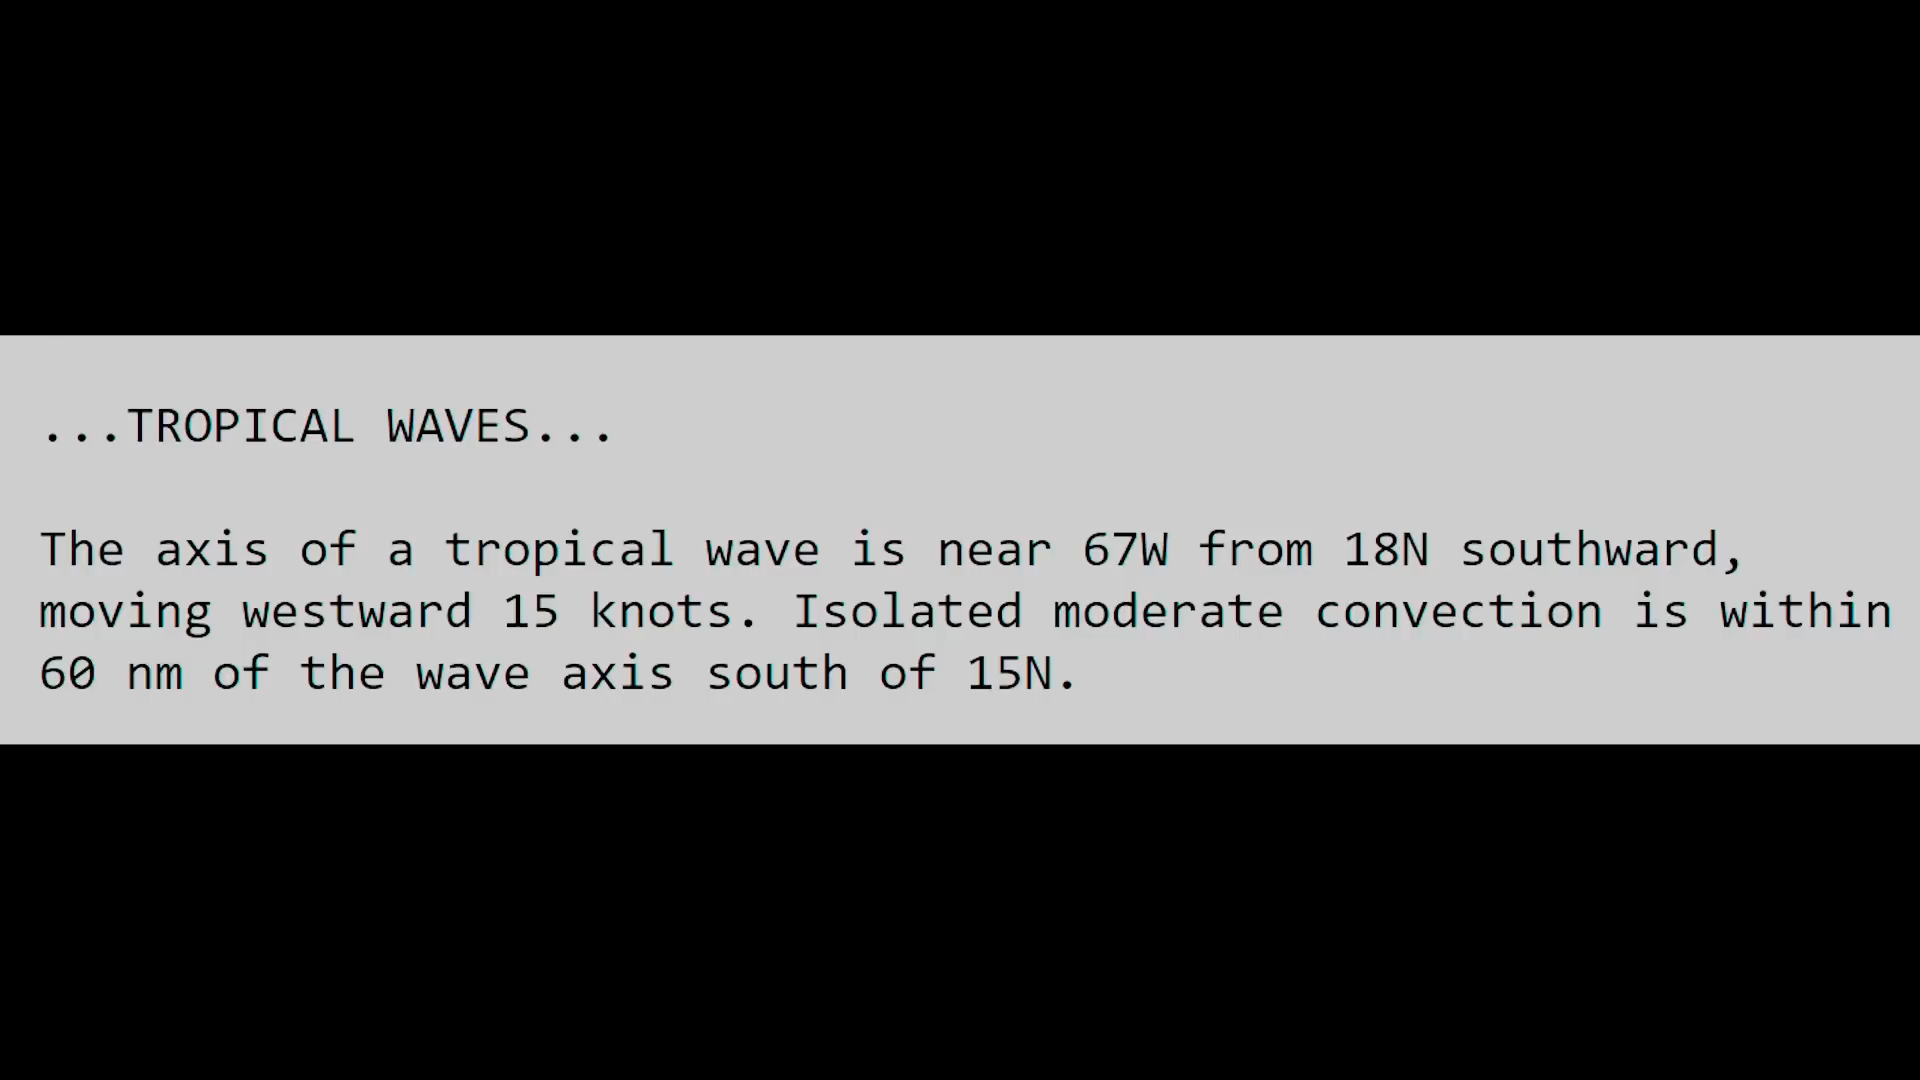 ...TROPICAL WAVES...
The axis of a tropical wave is near 67W from 18N southward,
moving westward 15 knots. Isolated moderate convection is within
60 nm of the wave axis south of 15N.